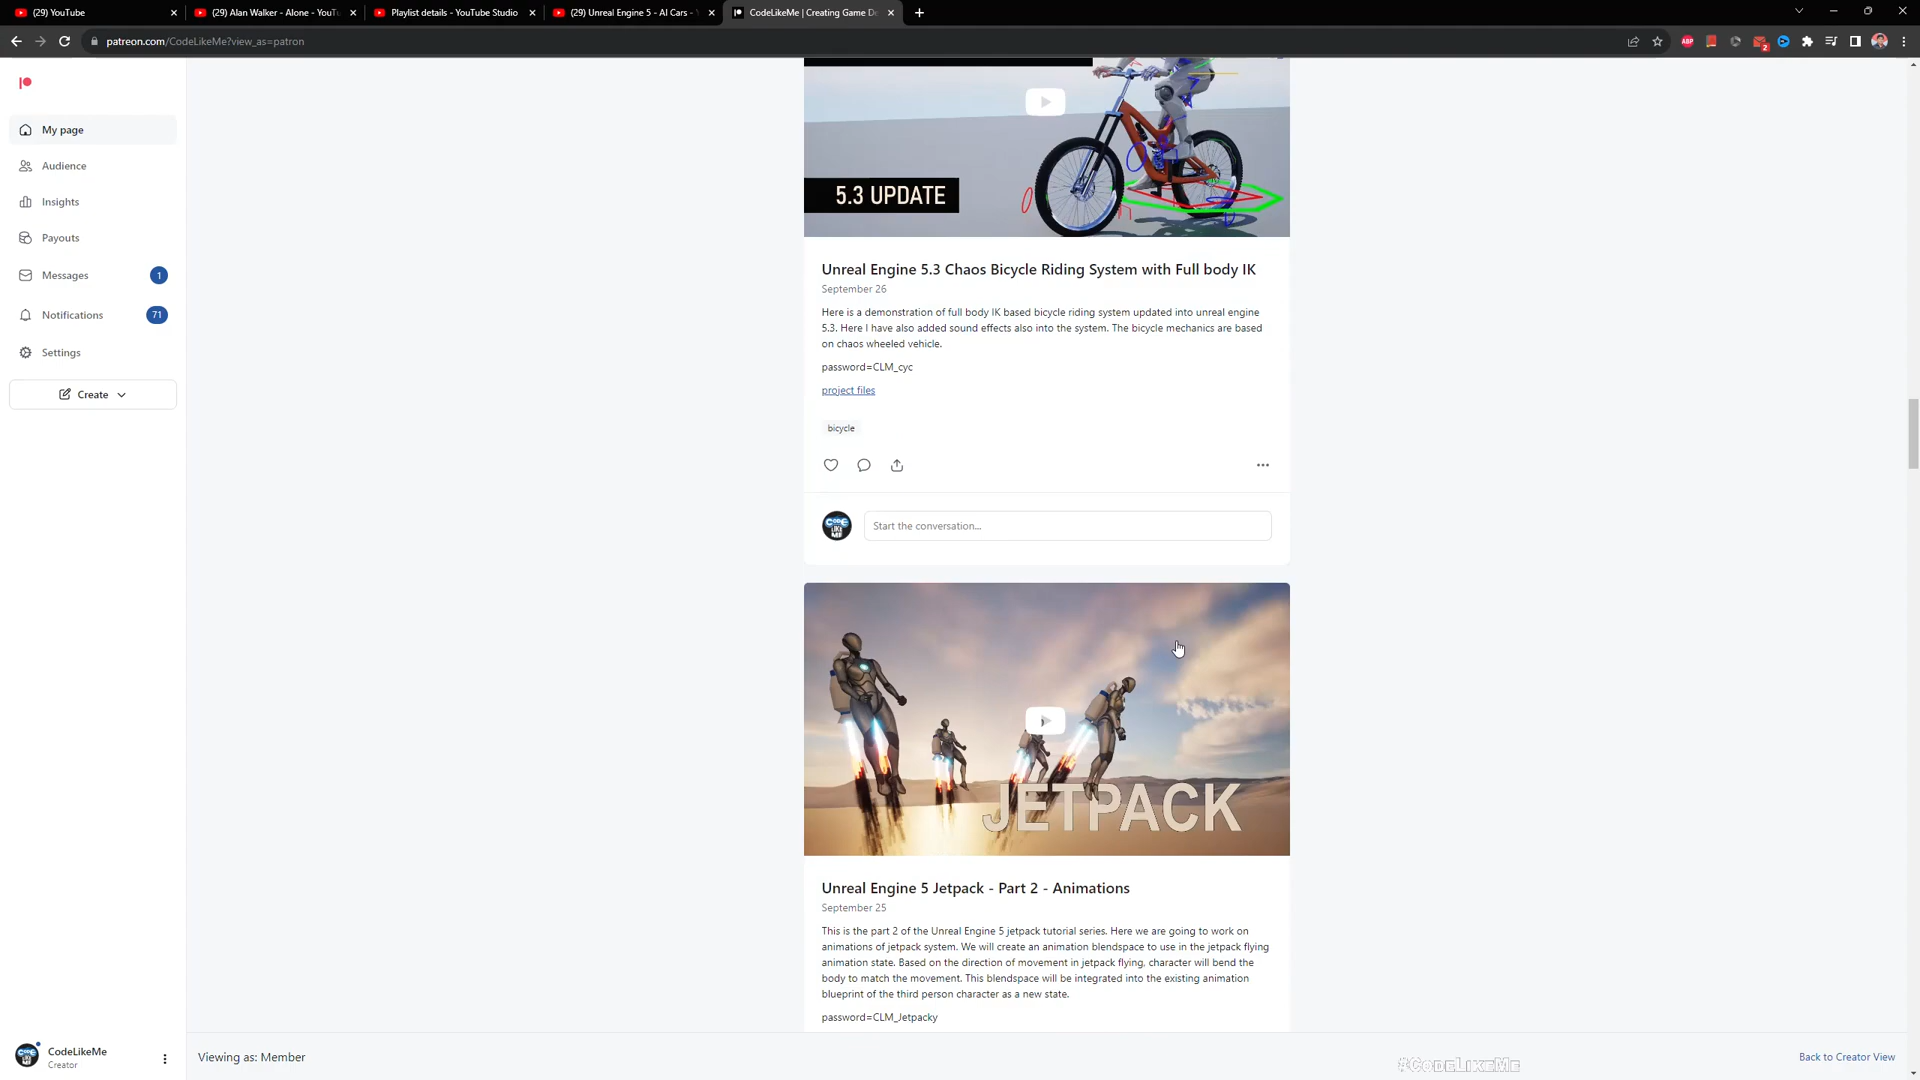 (29) YouTube
(29) Alan Walker - Alone - YouTu
Playlist details - YouTube Studio
(29) Unreal Engine 5 - AI Cars -
CodeLikeMe | Creating Game De
patreon.com/CodeLikeMe?view_as=patron
ABP
2
My page
Audience
Insights
Payouts
Messages
1
Notifications
71
Settings
Create
5.3 UPDATE
Unreal Engine 5.3 Chaos Bicycle Riding System with Full body IK
September 26
Here is a demonstration of full body IK based bicycle riding system updated into unreal engine
5.3. Here I have also added sound effects also into the system. The bicycle mechanics are based
on chaos wheeled vehicle.
password=CLM_cyc
project files
bicycle
CODE
LIKE
ME
Start the conversation...
JETPACK
Unreal Engine 5 Jetpack - Part 2 - Animations
September 25
This is the part 2 of the Unreal Engine 5 jetpack tutorial series. Here we are going to work on
animations of jetpack system. We will create an animation blendspace to use in the jetpack flying
animation state. Based on the direction of movement in jetpack flying, character will bend the
body to match the movement. This blendspace will be integrated into the existing animation
blueprint of the third person character as a new state.
password=CLM_Jetpacky
CodeLikeMe
Creator
Viewing as: Member
#CodeLikeMe
Back to Creator View